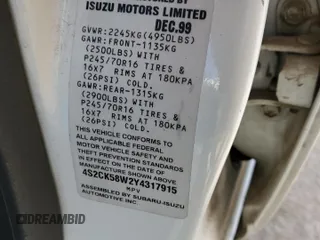 ISUZU MOTORS LIMITED
DEC.99
GVWR:2245KG(4950LBS)
GAWR:FRONT-1135KG
(2500LBS) WITH
P245/70R16 TIRES &
16x7 RIMS AT 180KPA
(26PSI) COLD.
GAWR:REAR-1315KG
(2900LBS) WITH
P245/70R16 TIRES &
16x7 RIMS AT 180KPA
(26PSI) COLD.
THIS VEHICLE CONFORMS TO
ALL APPLICABLE FEDERAL
MOTOR VEHICLE SAFETY
STANDARDS IN EFFECT ON
THE DATE OF MANUFACTURE
SHOWN ABOVE.
4S2CK58W2Y4317915
MPV
ASSEMBLED BY SUBARU-ISUZU
AUTOMOTIVE INC.
DREAMBID